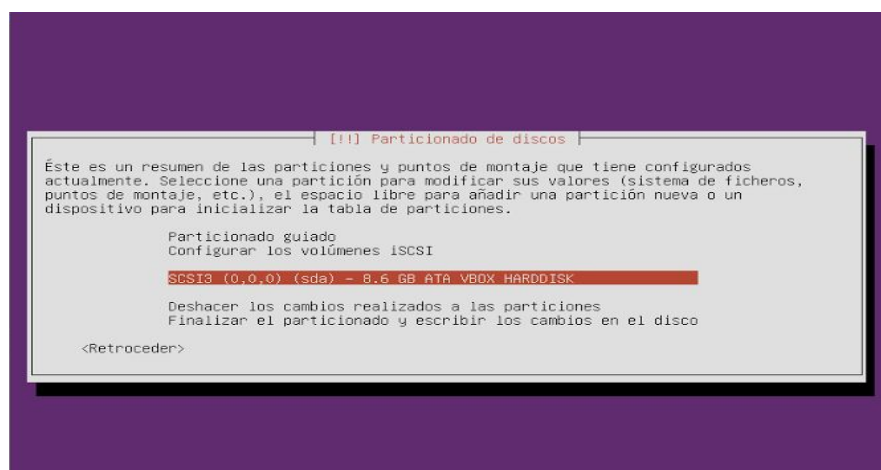 [!!] Particionado de discos
Éste es un resumen de las particiones y puntos de montaje que tiene configurados
actualmente. Seleccione una partición para modificar sus valores (sistema de ficheros,
puntos de montaje, etc.), el espacio libre para añadir una partición nueva o un
dispositivo para inicializar la tabla de particiones.
Particionado guiado
Configurar los volúmenes iSCSI
SCSI3 (0,0,0) (sda) – 8.6 GB ATA VBOX HARDDISK
Deshacer los cambios realizados a las particiones
Finalizar el particionado y escribir los cambios en el disco
<Retroceder>